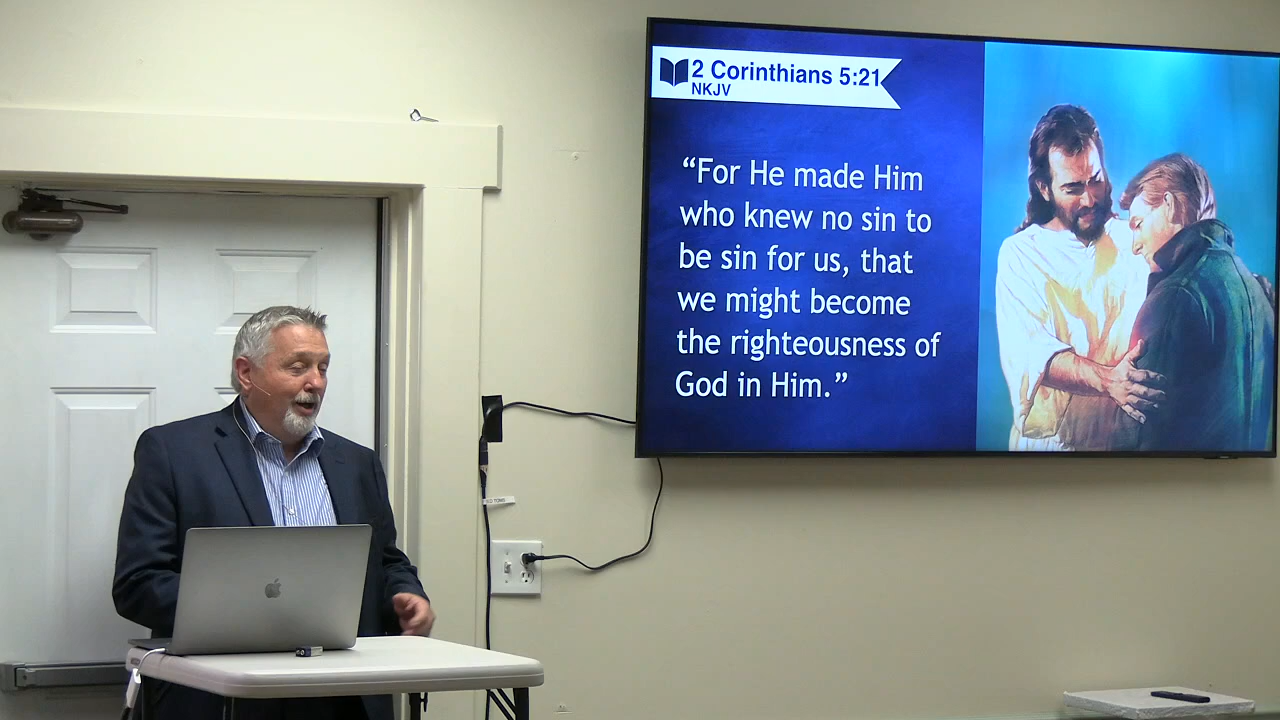 2 Corinthians 5:21
NKJV
“For He made Him
who knew no sin to
be sin for us, that
we might become
the righteousness of
God in Him.”